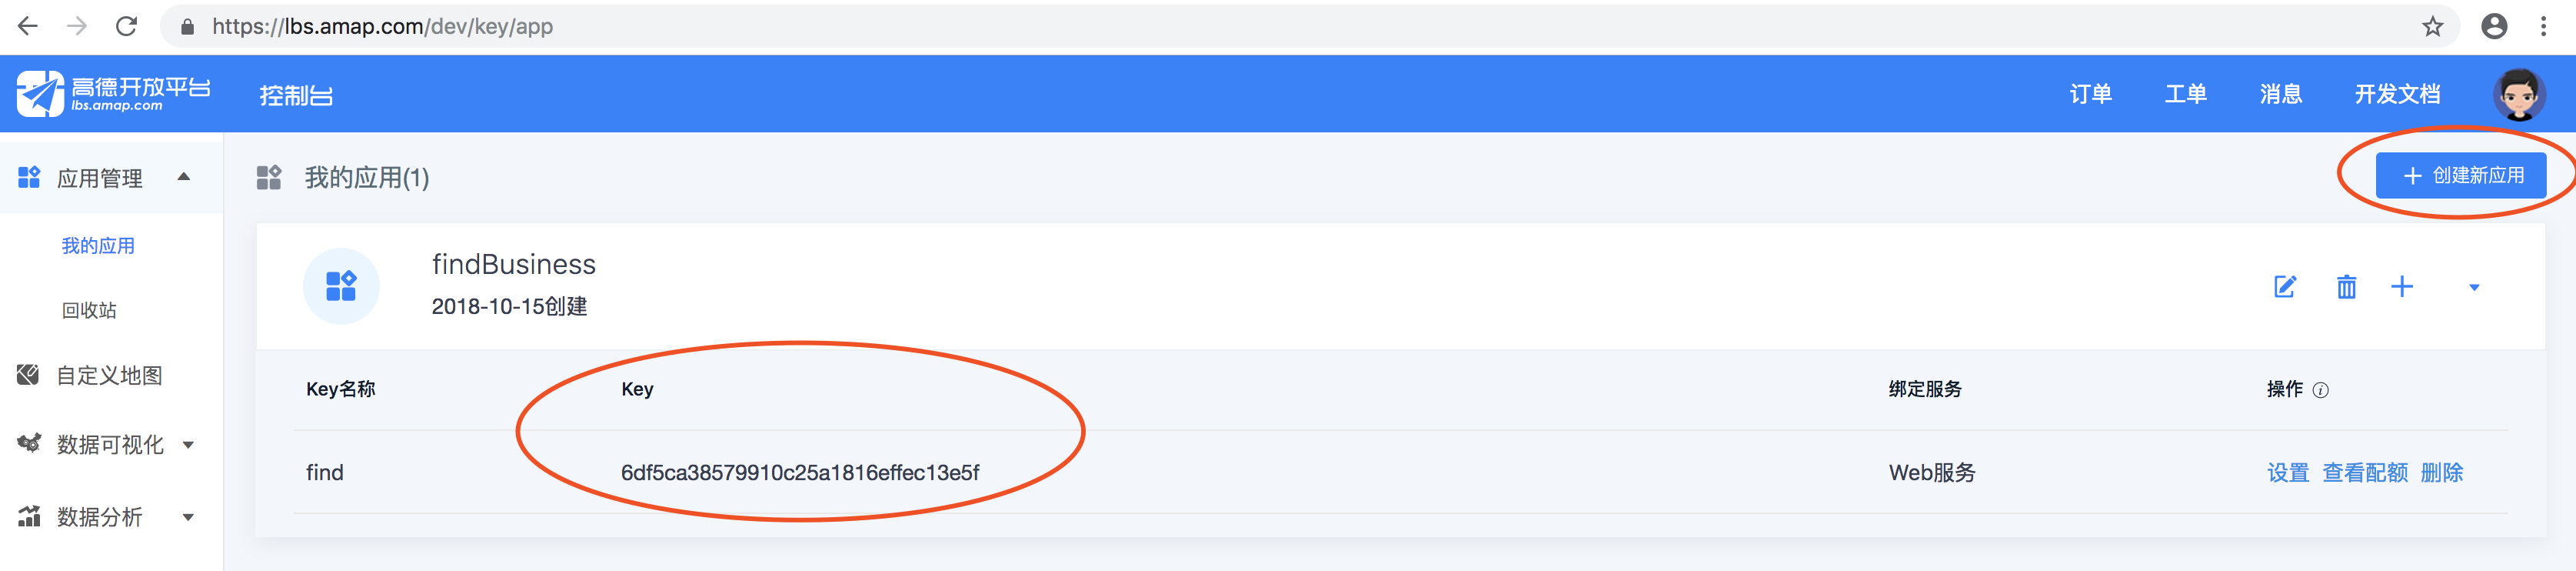 https://lbs.amap.com/dev/key/app
高德开放平台
lbs.amap.com
控制台
订单 工单 消息 开发文档
应用管理
我的应用
回收站
自定义地图
数据可视化
数据分析
我的应用(1)
创建新应用
findBusiness
2018-10-15创建
Key名称 Key 绑定服务 操作
find 6df5ca38579910c25a1816effec13e5f Web服务 设置 查看配额 删除